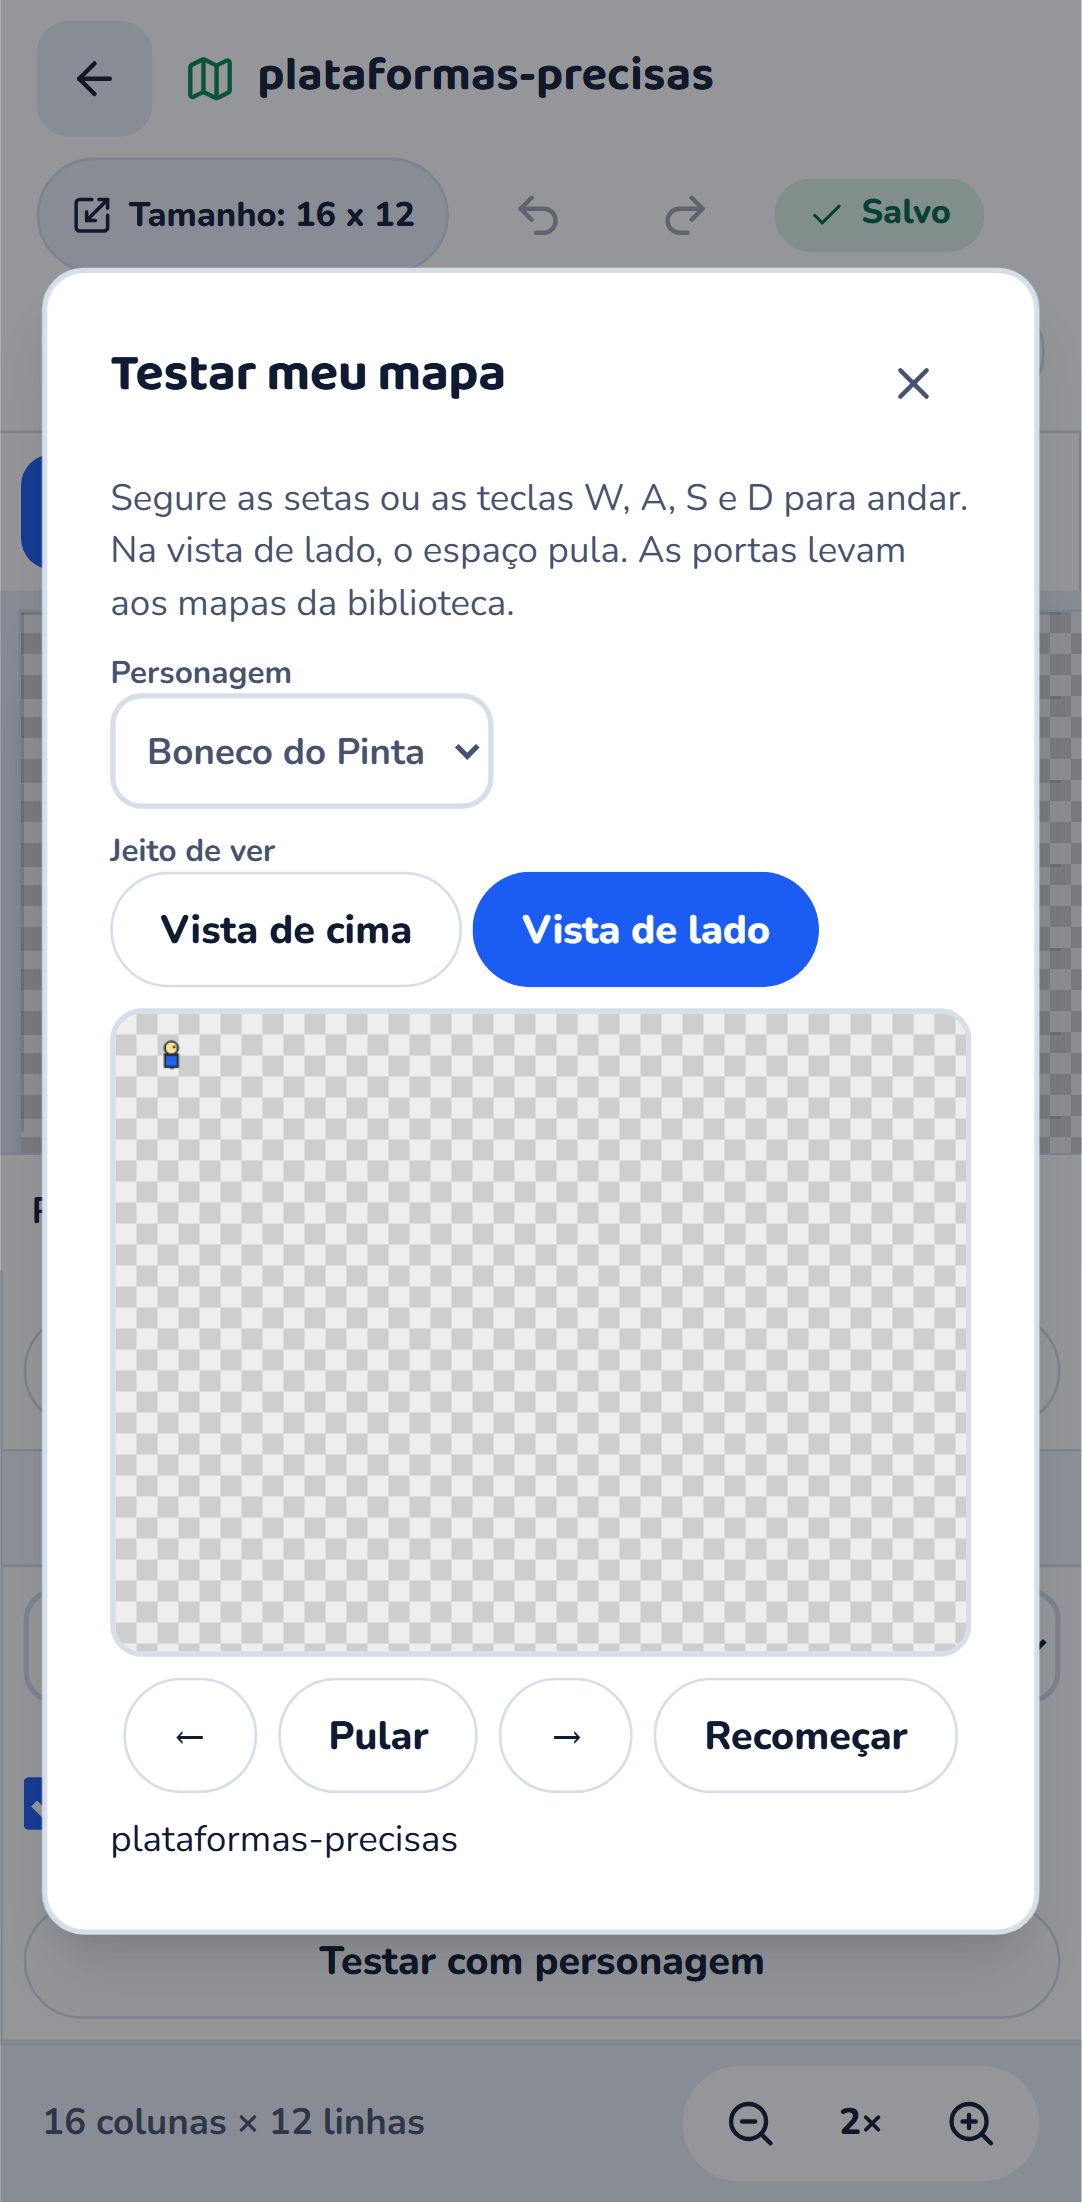 plataformas-precisas
Tamanho: 16 x 12
Salvo
Testar meu mapa
Segure as setas ou as teclas W, A, S e D para andar.
Na vista de lado, o espaço pula. As portas levam
aos mapas da biblioteca.
Personagem
Boneco do Pinta
Jeito de ver
Vista de cima
Vista de lado
←
Pular
→
Recomeçar
plataformas-precisas
Testar com personagem
16 colunas × 12 linhas
2×